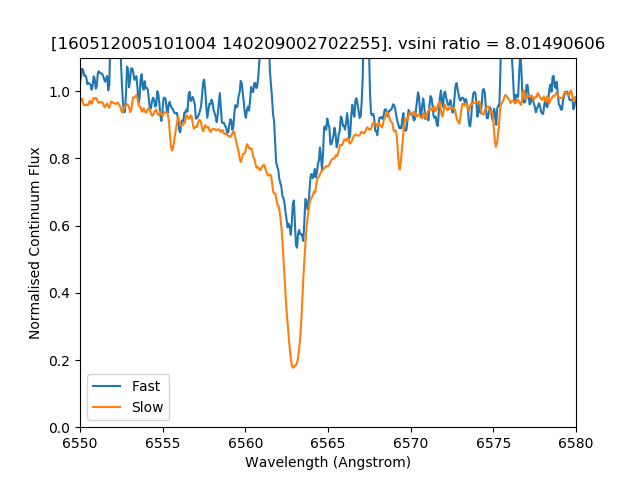 [160512005101004 140209002702255]. vsini ratio = 8.01490606
Normalised Continuum Flux
1.0
0.8
0.6
0.4
0.2
0.0
Fast
Slow
6550 6555 6560 6565 6570 6575 6580
Wavelength (Angstrom)